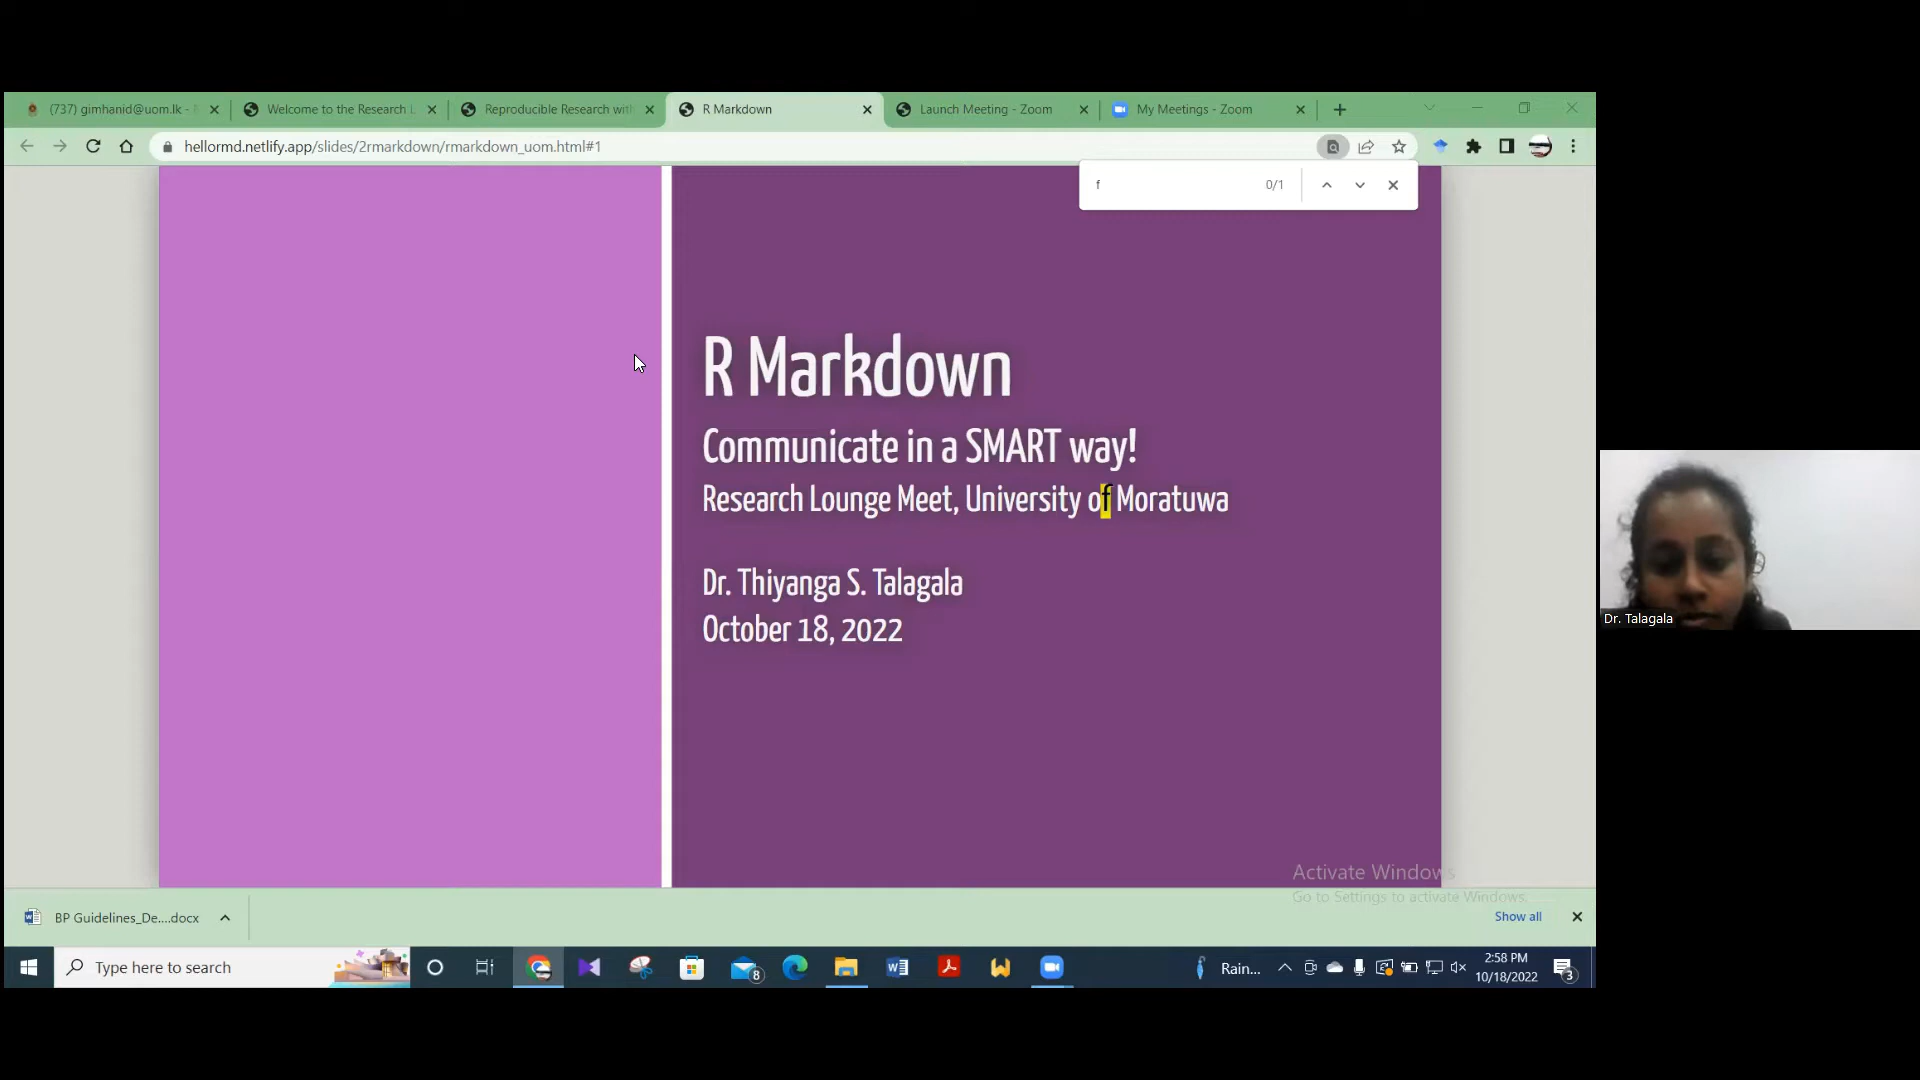 (737) gimhanid@uom.lk -
Welcome to the Research L
Reproducible Research with
R Markdown
Launch Meeting - Zoom
My Meetings - Zoom
hellormd.netlify.app/slides/2rmarkdown/rmarkdown_uom.html#1
f
0/1
R Markdown
Communicate in a SMART way!
Research Lounge Meet, University of Moratuwa
Dr. Thiyanga S. Talagala
October 18, 2022
Dr. Talagala
Activate Windows
Go to Settings to activate Windows.
BP Guidelines_De....docx
Show all
Type here to search
8
Rain...
2:58 PM
10/18/2022
3